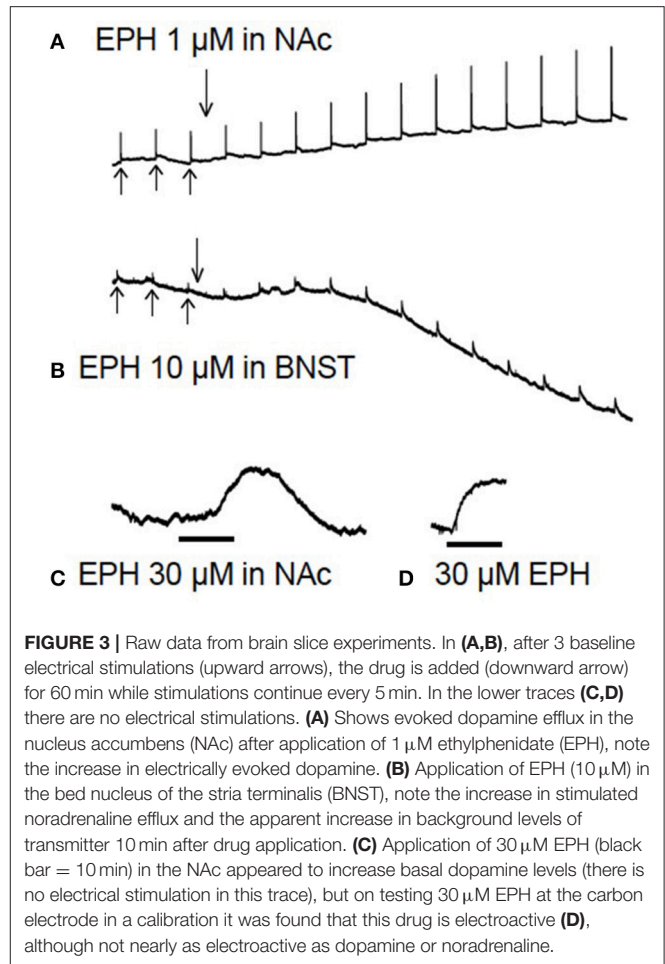 A EPH 1 µM in NAc
B EPH 10 µM in BNST
C EPH 30 µM in NAc
D 30 µM EPH
FIGURE 3 | Raw data from brain slice experiments. In (A,B), after 3 baseline
electrical stimulations (upward arrows), the drug is added (downward arrow)
for 60 min while stimulations continue every 5 min. In the lower traces (C,D)
there are no electrical stimulations. (A) Shows evoked dopamine efflux in the
nucleus accumbens (NAc) after application of 1 µM ethylphenidate (EPH), note
the increase in electrically evoked dopamine. (B) Application of EPH (10 µM) in
the bed nucleus of the stria terminalis (BNST), note the increase in stimulated
noradrenaline efflux and the apparent increase in background levels of
transmitter 10 min after drug application. (C) Application of 30 µM EPH (black
bar = 10 min) in the NAc appeared to increase basal dopamine levels (there is
no electrical stimulation in this trace), but on testing 30 µM EPH at the carbon
electrode in a calibration it was found that this drug is electroactive (D),
although not nearly as electroactive as dopamine or noradrenaline.